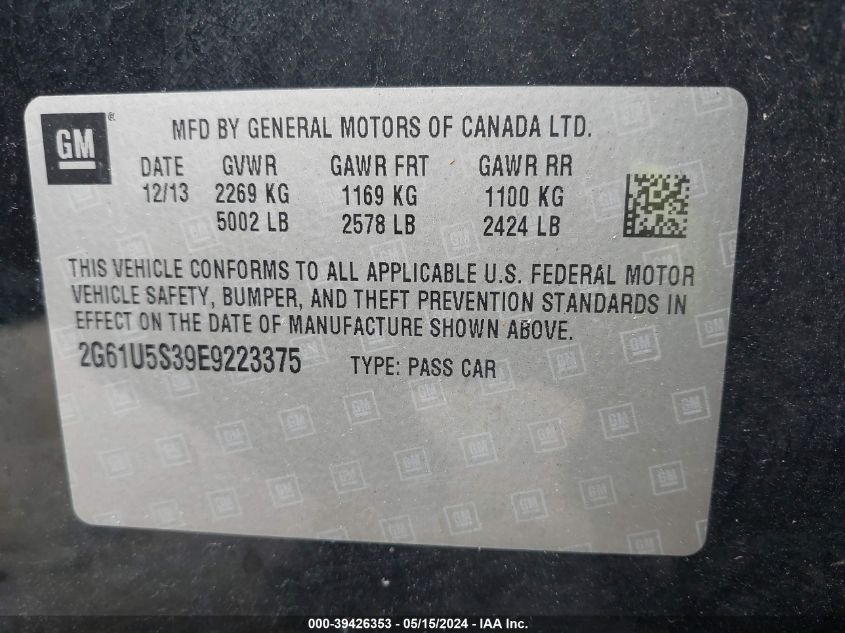 GM ® MFD BY GENERAL MOTORS OF CANADA LTD.
DATE GVWR GAWR FRT GAWR RR
12/13 2269 KG 1169 KG 1100 KG
5002 LB 2578 LB 2424 LB
THIS VEHICLE CONFORMS TO ALL APPLICABLE U.S. FEDERAL MOTOR
VEHICLE SAFETY, BUMPER, AND THEFT PREVENTION STANDARDS IN
EFFECT ON THE DATE OF MANUFACTURE SHOWN ABOVE.
2G61U5S39E9223375 TYPE: PASS CAR
000-39426353 - 05/15/2024 - IAA Inc.